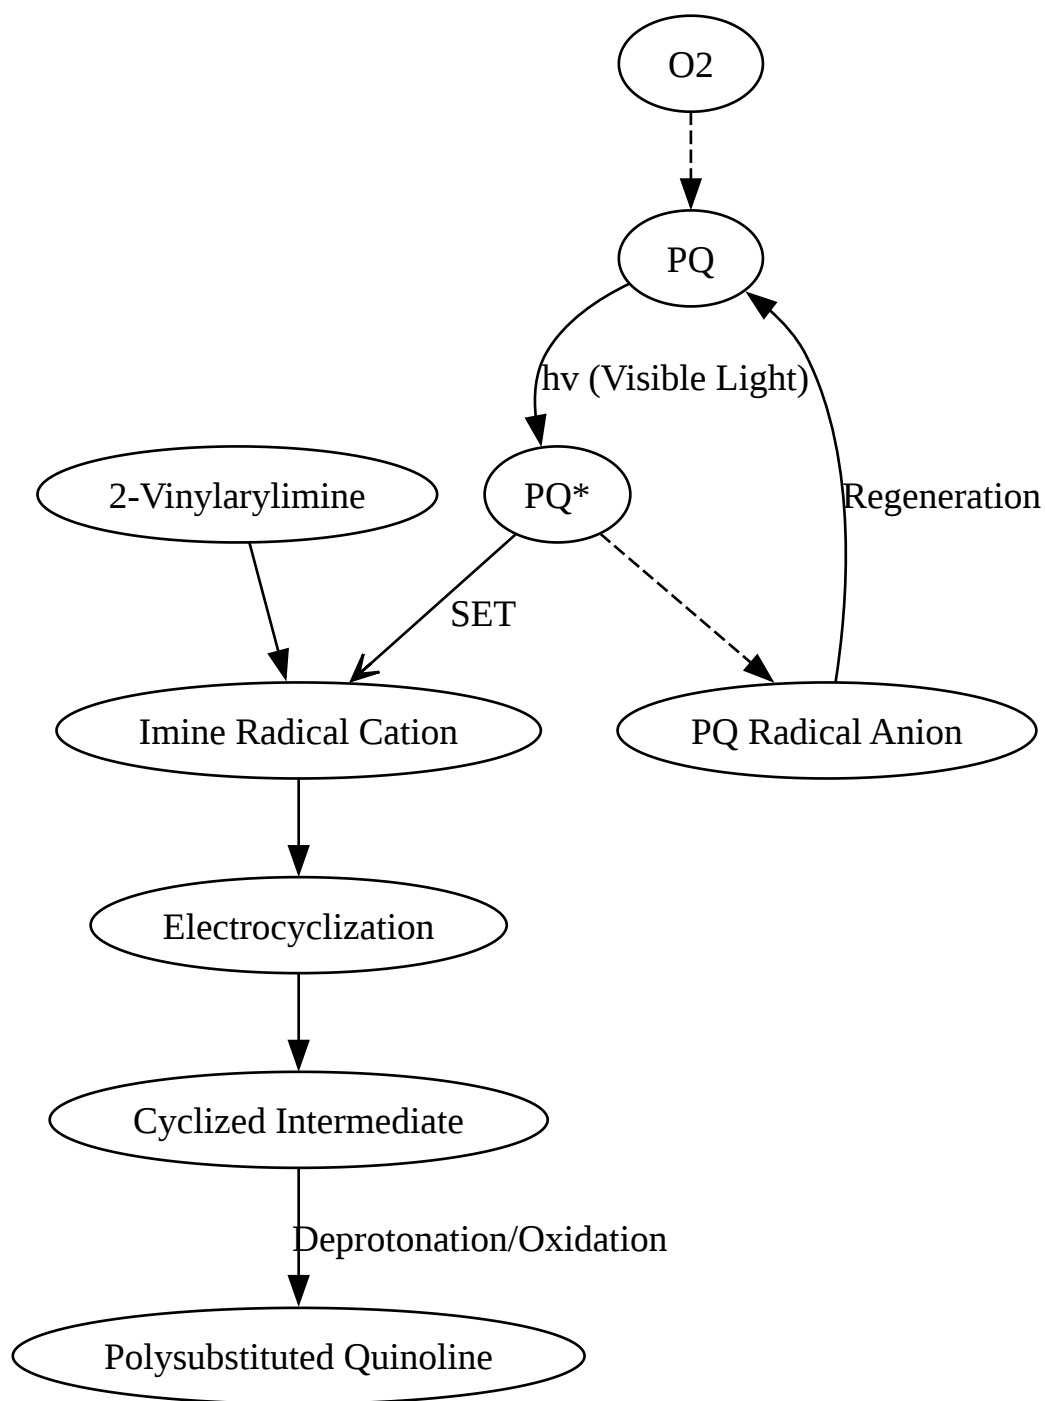 O2
PQ
hv (Visible Light)
2-Vinylarylimine
PQ*
Regeneration
SET
Imine Radical Cation
PQ Radical Anion
Electrocyclization
Cyclized Intermediate
Deprotonation/Oxidation
Polysubstituted Quinoline